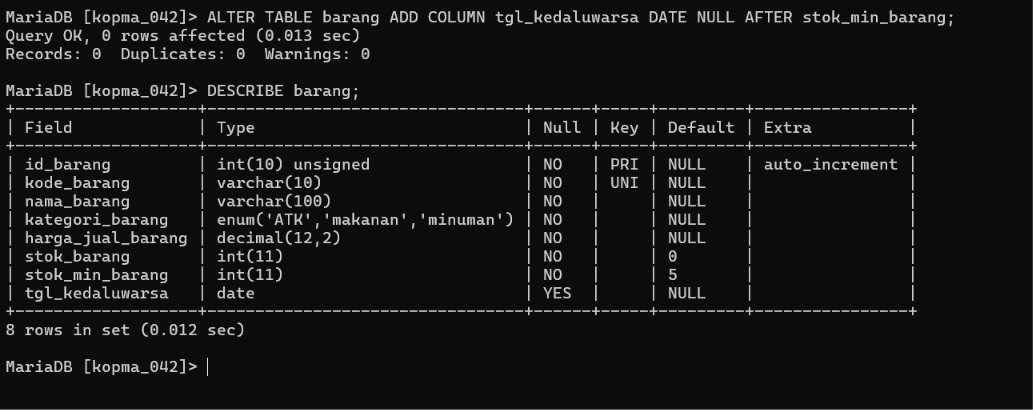 MariaDB [kopma_042]> ALTER TABLE barang ADD COLUMN tgl_kedaluwarsa DATE NULL AFTER stok_min_barang;
Query OK, 0 rows affected (0.013 sec)
Records: 0  Duplicates: 0  Warnings: 0

MariaDB [kopma_042]> DESCRIBE barang;
+-------------------+---------------------------------+------+-----+---------+----------------+
| Field             | Type                            | Null | Key | Default | Extra          |
+-------------------+---------------------------------+------+-----+---------+----------------+
| id_barang         | int(10) unsigned                | NO   | PRI | NULL    | auto_increment |
| kode_barang       | varchar(10)                     | NO   | UNI | NULL    |                |
| nama_barang       | varchar(100)                    | NO   |     | NULL    |                |
| kategori_barang   | enum('ATK','makanan','minuman') | NO   |     | NULL    |                |
| harga_jual_barang | decimal(12,2)                   | NO   |     | NULL    |                |
| stok_barang       | int(11)                         | NO   |     | 0       |                |
| stok_min_barang   | int(11)                         | NO   |     | 5       |                |
| tgl_kedaluwarsa   | date                            | YES  |     | NULL    |                |
+-------------------+---------------------------------+------+-----+---------+----------------+
8 rows in set (0.012 sec)

MariaDB [kopma_042]>